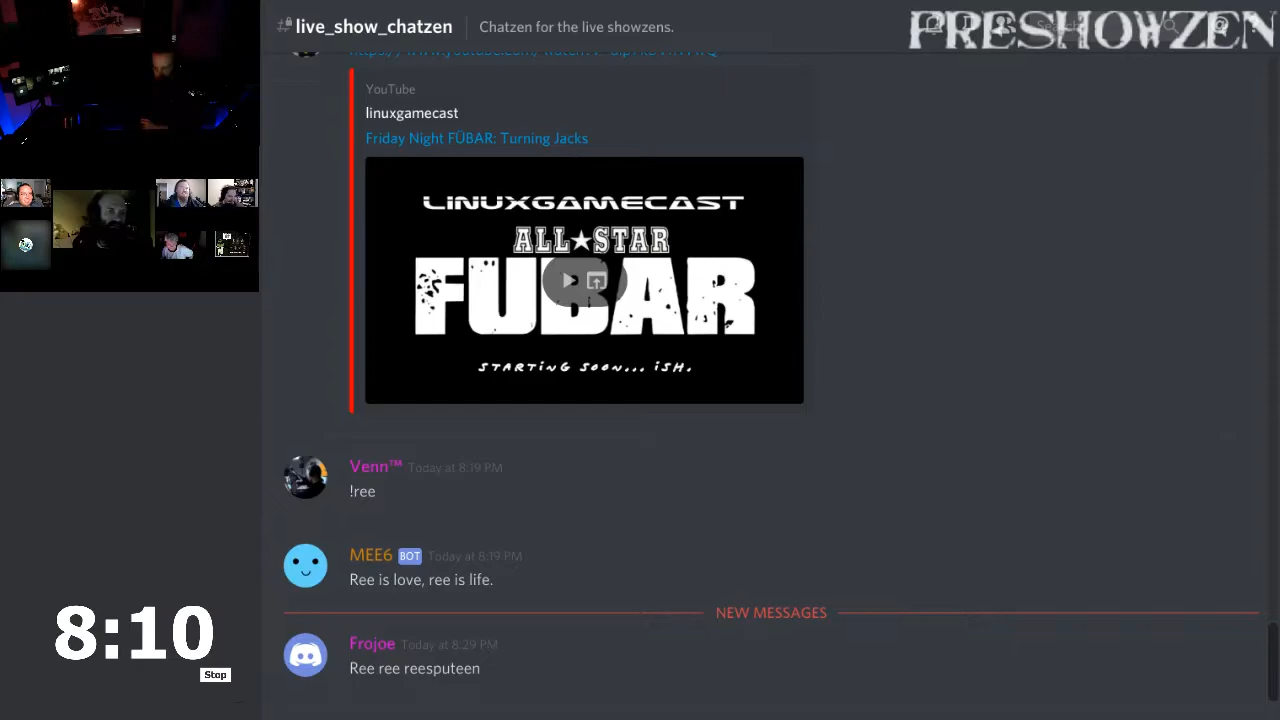 live_show_chatzen
Chatzen for the live showzens.
PRESHOWZEN
YouTube
linuxgamecast
Friday Night FÜBAR: Turning Jacks
LINUXGAMECAST
ALL★STAR
FUBAR
STARTING SOON... ISH.
Venn™ Today at 8:19 PM
!ree
MEE6 BOT Today at 8:19 PM
Ree is love, ree is life.
NEW MESSAGES
Frojoe Today at 8:29 PM
Ree ree reesputeen
8:10
Stop